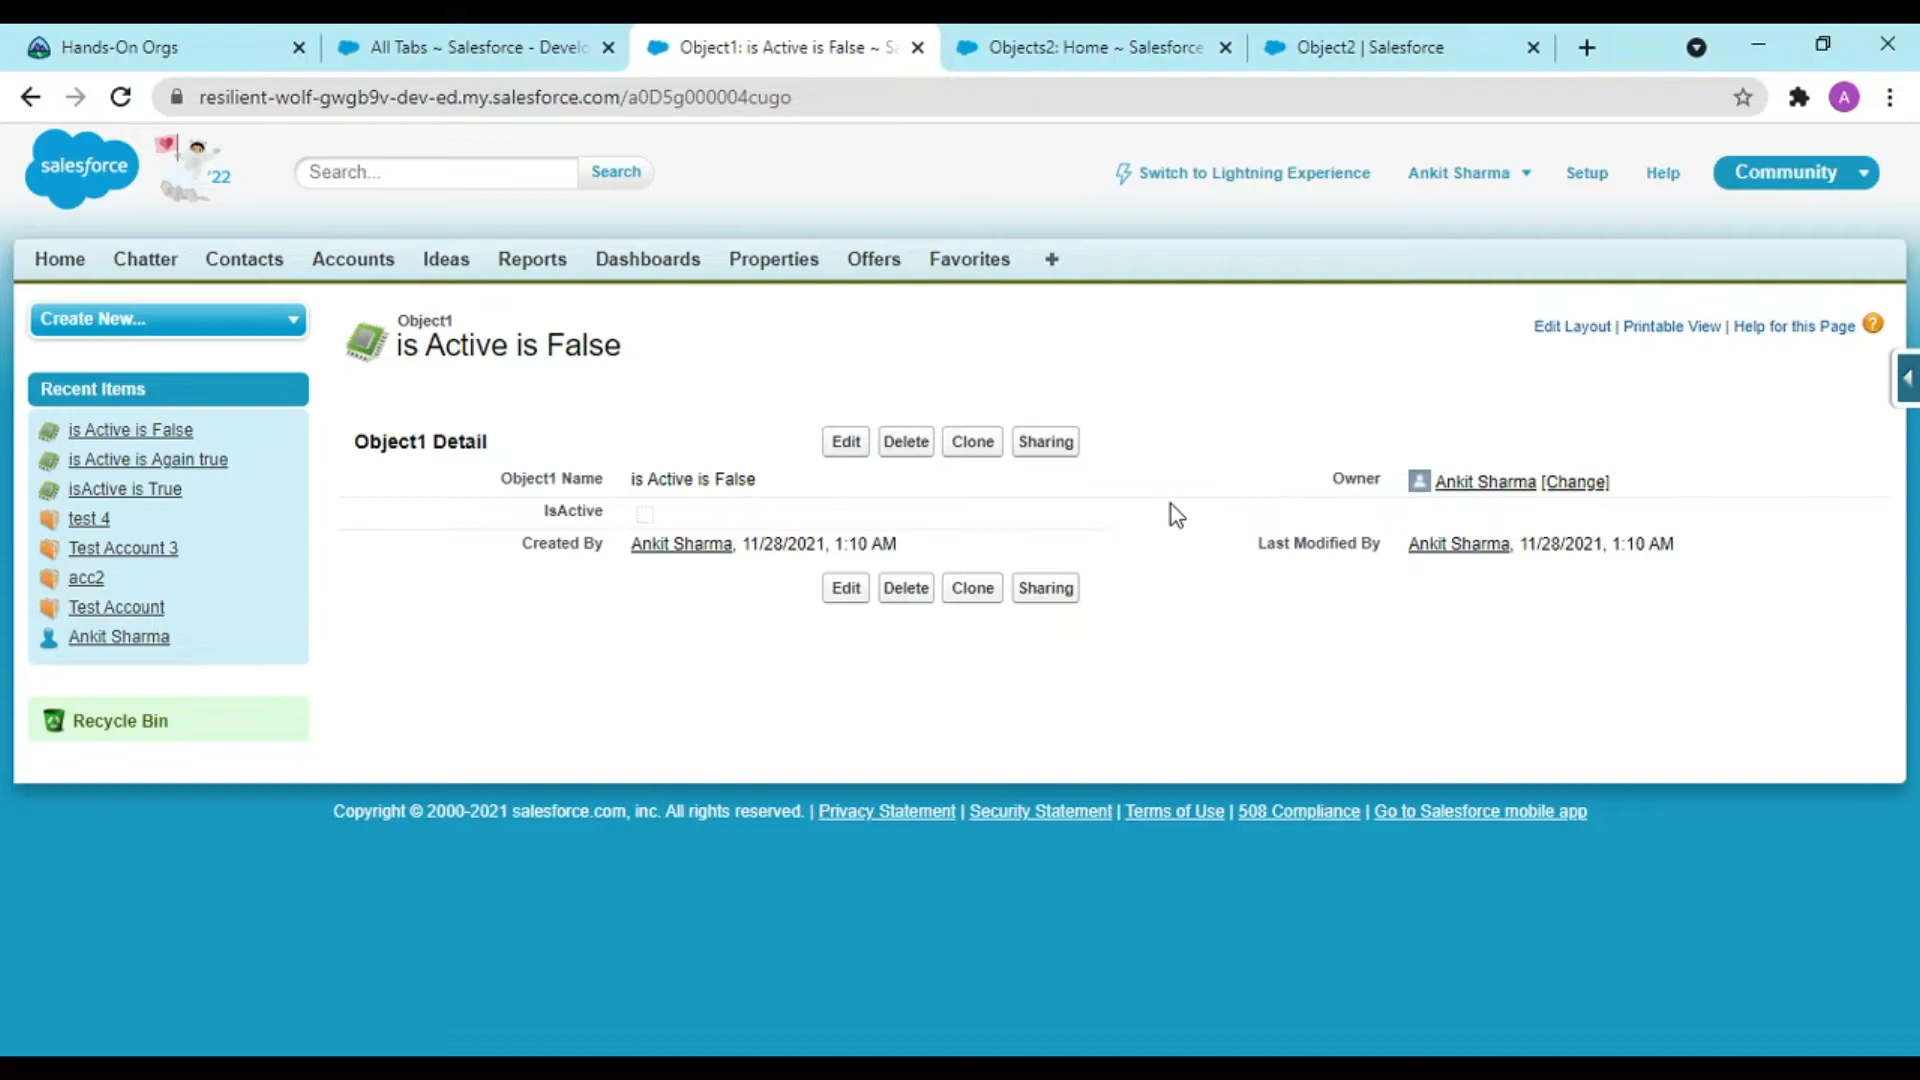 Hands-On Orgs
All Tabs ~ Salesforce - Develo
Object1: is Active is False ~ Sa
Objects2: Home ~ Salesforce
Object2 | Salesforce
resilient-wolf-gwgb9v-dev-ed.my.salesforce.com/a0D5g000004cugo
A
salesforce
'22
Search...
Search
Switch to Lightning Experience
Ankit Sharma
Setup
Help
Community
Home Chatter Contacts Accounts Ideas Reports Dashboards Properties Offers Favorites +
Create New...
Object1
is Active is False
Edit Layout | Printable View | Help for this Page ?
Recent Items
is Active is False
is Active is Again true
isActive is True
test 4
Test Account 3
acc2
Test Account
Ankit Sharma
Recycle Bin
Object1 Detail
Edit Delete Clone Sharing
Object1 Name is Active is False
Owner Ankit Sharma [Change]
IsActive
Created By Ankit Sharma, 11/28/2021, 1:10 AM
Last Modified By Ankit Sharma, 11/28/2021, 1:10 AM
Edit Delete Clone Sharing
Copyright © 2000-2021 salesforce.com, inc. All rights reserved. | Privacy Statement | Security Statement | Terms of Use | 508 Compliance | Go to Salesforce mobile app